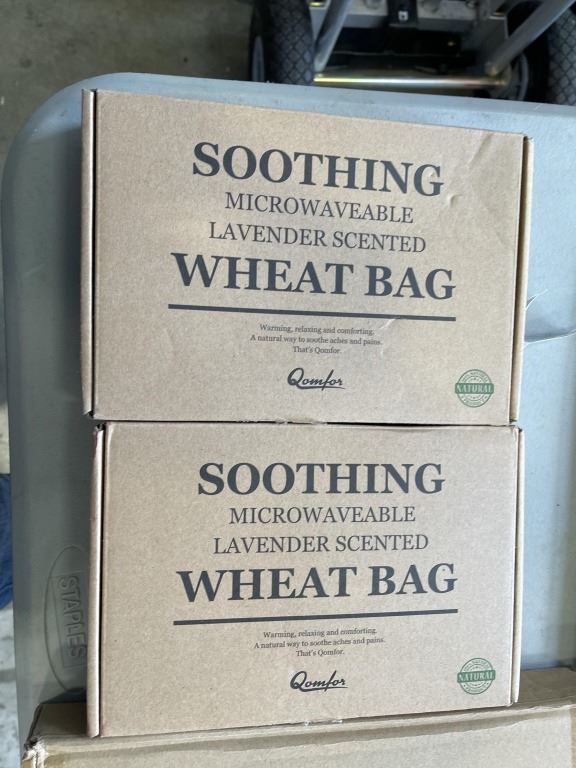 SOOTHING
MICROWAVEABLE
LAVENDER SCENTED
WHEAT BAG
Warming, relaxing and comforting.
A natural way to soothe aches and pains.
That's Qomfor.
Qomfor
NATURAL
SOOTHING
MICROWAVEABLE
LAVENDER SCENTED
WHEAT BAG
Warming, relaxing and comforting.
A natural way to soothe aches and pains.
That's Qomfor.
Qomfor
NATURAL
STAPLES